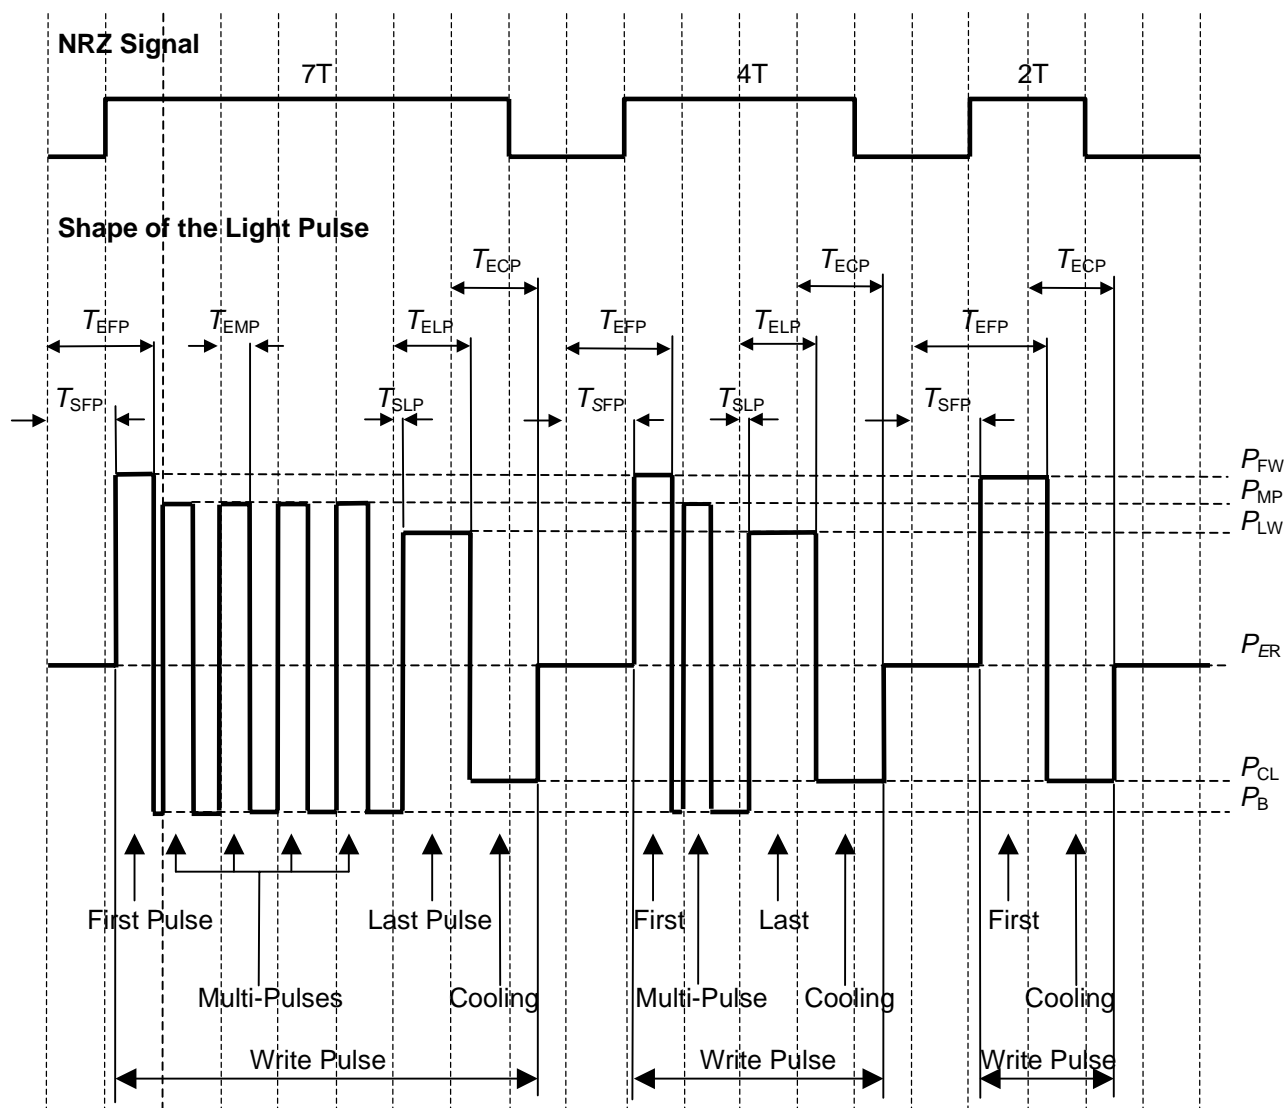 NRZ Signal
7T 4T 2T
Shape of the Light Pulse
TECP TECP TECP
TEFP TEMP TELP TEFP TELP TEFP
TSFP TSLP TSFP TSLP TSFP
PFW
PMP
PLW
PER
PCL
PB
First Pulse Last Pulse First Last First
Multi-Pulses Cooling Multi-Pulse Cooling Cooling
Write Pulse Write Pulse Write Pulse